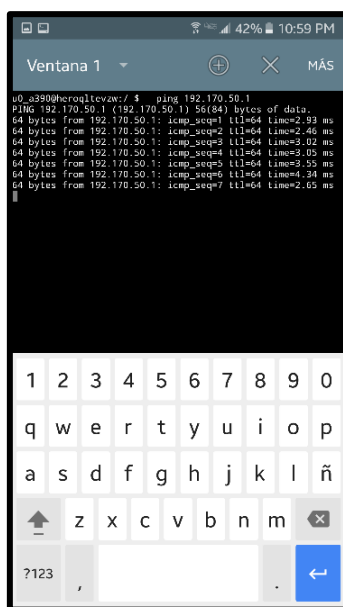 42% 10:59 PM
Ventana 1 MÁS
u0_a390@heroqltevzw:/ $ ping 192.170.50.1
PING 192.170.50.1 (192.170.50.1) 56(84) bytes of data.
64 bytes from 192.170.50.1: icmp_seq=1 ttl=64 time=2.93 ms
64 bytes from 192.170.50.1: icmp_seq=2 ttl=64 time=2.46 ms
64 bytes from 192.170.50.1: icmp_seq=3 ttl=64 time=3.02 ms
64 bytes from 192.170.50.1: icmp_seq=4 ttl=64 time=3.05 ms
64 bytes from 192.170.50.1: icmp_seq=5 ttl=64 time=3.55 ms
64 bytes from 192.170.50.1: icmp_seq=6 ttl=64 time=4.34 ms
64 bytes from 192.170.50.1: icmp_seq=7 ttl=64 time=2.65 ms
1 2 3 4 5 6 7 8 9 0
q w e r t y u i o p
a s d f g h j k l ñ
z x c v b n m
?123 , .